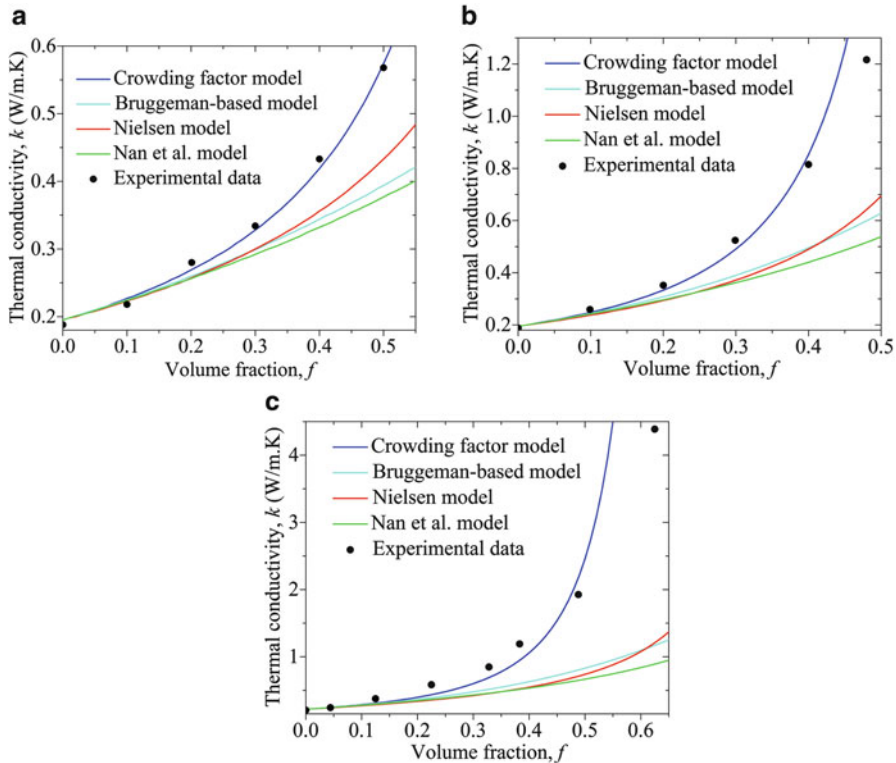 a
0.6
0.5
0.4
0.3
0.2
Thermal conductivity, k (W/m.K)
Crowding factor model
Bruggeman-based model
Nielsen model
Nan et al. model
Experimental data
0.0 0.1 0.2 0.3 0.4 0.5
Volume fraction, f
b
1.2
1.0
0.8
0.6
0.4
0.2
Thermal conductivity, k (W/m.K)
Crowding factor model
Bruggeman-based model
Nielsen model
Nan et al. model
Experimental data
0.0 0.1 0.2 0.3 0.4 0.5
Volume fraction, f
c
4
3
2
1
Thermal conductivity, k (W/m.K)
Crowding factor model
Bruggeman-based model
Nielsen model
Nan et al. model
Experimental data
0.0 0.1 0.2 0.3 0.4 0.5 0.6
Volume fraction, f